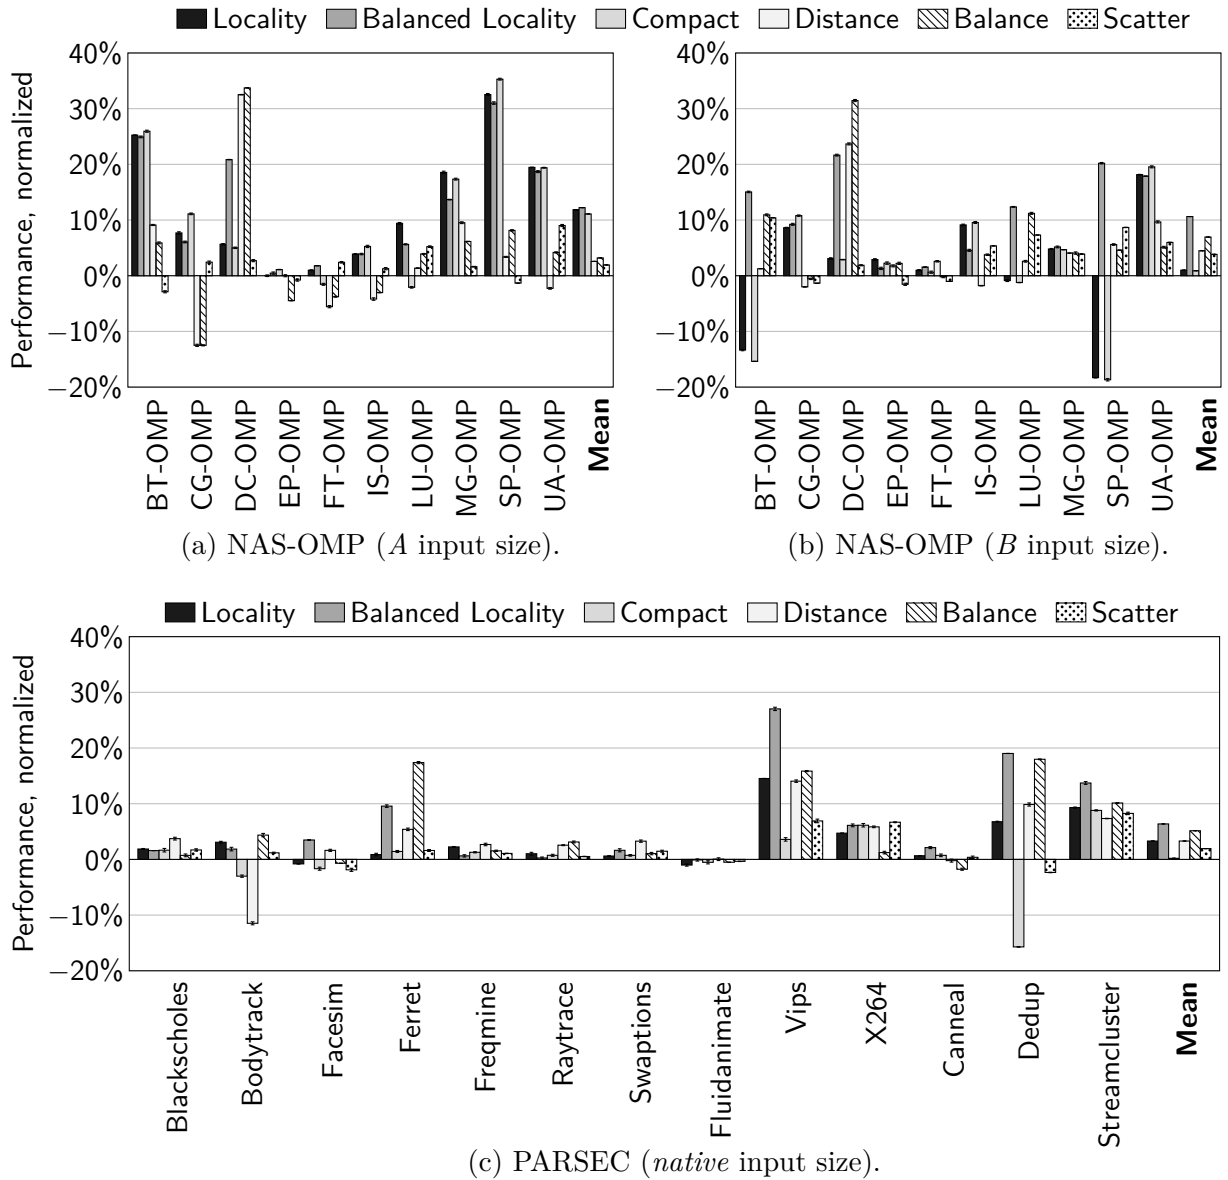 Locality Balanced Locality Compact Distance Balance Scatter
Performance, normalized
40%
30%
20%
10%
0%
−10%
−20%
BT-OMP
CG-OMP
DC-OMP
EP-OMP
FT-OMP
IS-OMP
LU-OMP
MG-OMP
SP-OMP
UA-OMP
Mean
(a) NAS-OMP (A input size).
Performance, normalized
40%
30%
20%
10%
0%
−10%
−20%
BT-OMP
CG-OMP
DC-OMP
EP-OMP
FT-OMP
IS-OMP
LU-OMP
MG-OMP
SP-OMP
UA-OMP
Mean
(b) NAS-OMP (B input size).
Locality Balanced Locality Compact Distance Balance Scatter
Performance, normalized
40%
30%
20%
10%
0%
−10%
−20%
Blackscholes
Bodytrack
Facesim
Ferret
Freqmine
Raytrace
Swaptions
Fluidanimate
Vips
X264
Canneal
Dedup
Streamcluster
Mean
(c) PARSEC (native input size).